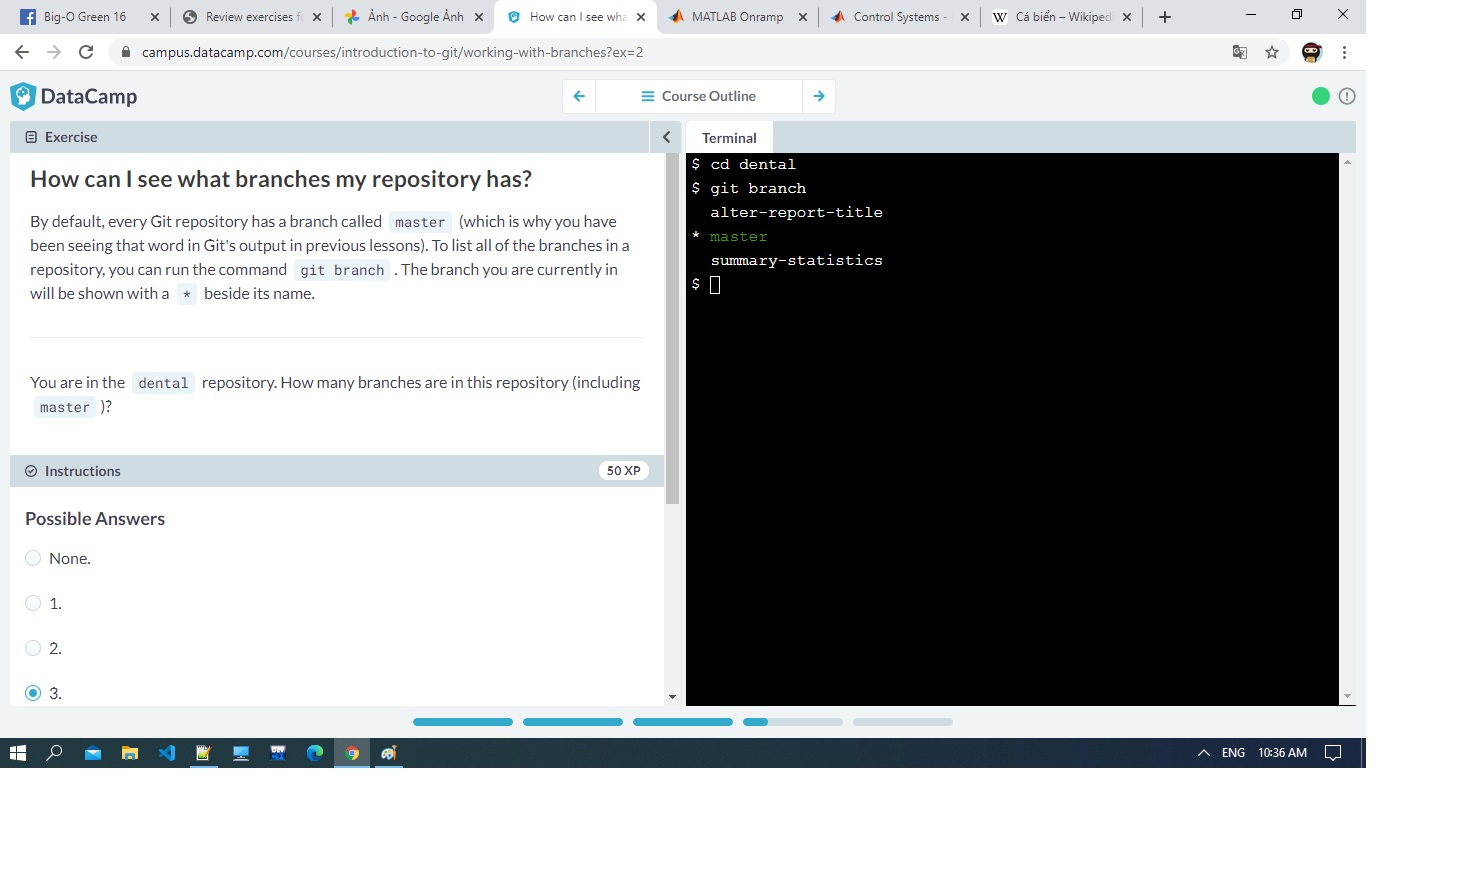 Big-O Green 16
Review exercises f
Ảnh - Google Ảnh
How can I see wha
MATLAB Onramp
Control Systems -
W Cá biển – Wikiped
campus.datacamp.com/courses/introduction-to-git/working-with-branches?ex=2
DataCamp
Course Outline
Exercise
Terminal
How can I see what branches my repository has?
By default, every Git repository has a branch called master (which is why you have
been seeing that word in Git's output in previous lessons). To list all of the branches in a
repository, you can run the command git branch . The branch you are currently in
will be shown with a * beside its name.
You are in the dental repository. How many branches are in this repository (including
master )?
Instructions
50 XP
Possible Answers
None.
1.
2.
3.
$ cd dental
$ git branch
alter-report-title
* master
summary-statistics
$
DEV
ENG
10:36 AM